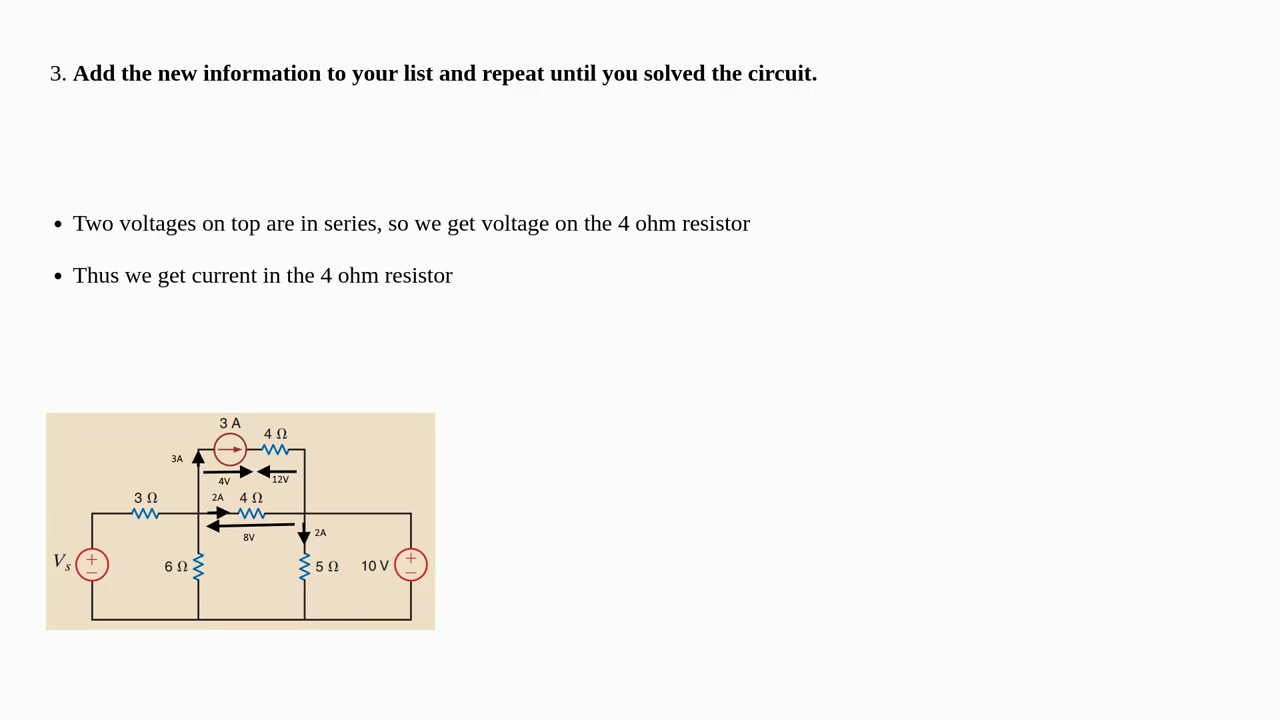 3. Add the new information to your list and repeat until you solved the circuit.
• Two voltages on top are in series, so we get voltage on the 4 ohm resistor
• Thus we get current in the 4 ohm resistor
3 A
4 Ω
3A
4V
12V
3 Ω
2A
4 Ω
8V
2A
Vs
+
−
6 Ω
5 Ω
10 V
+
−